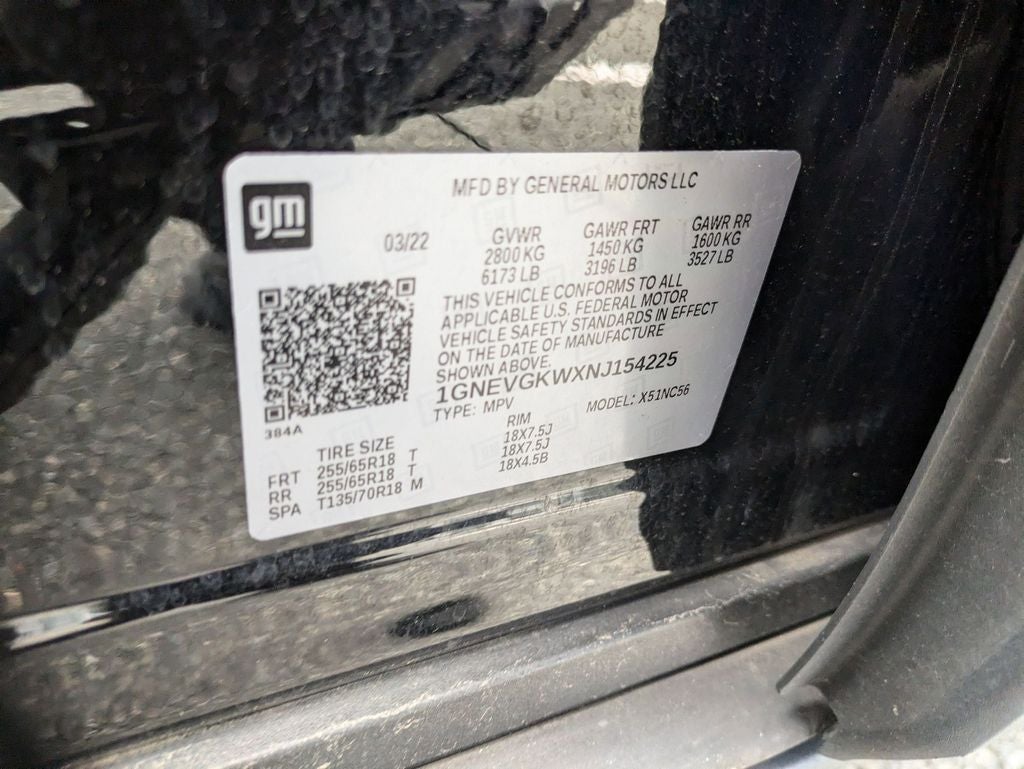 gm
MFD BY GENERAL MOTORS LLC
03/22
GVWR GAWR FRT GAWR RR
2800 KG 1450 KG 1600 KG
6173 LB 3196 LB 3527 LB
THIS VEHICLE CONFORMS TO ALL
APPLICABLE U.S. FEDERAL MOTOR
VEHICLE SAFETY STANDARDS IN EFFECT
ON THE DATE OF MANUFACTURE
SHOWN ABOVE.
1GNEVGKWXNJ154225
TYPE: MPV MODEL: X51NC56
384A
TIRE SIZE RIM
FRT 255/65R18 T 18X7.5J
RR 255/65R18 T 18X7.5J
SPA T135/70R18 M 18X4.5B